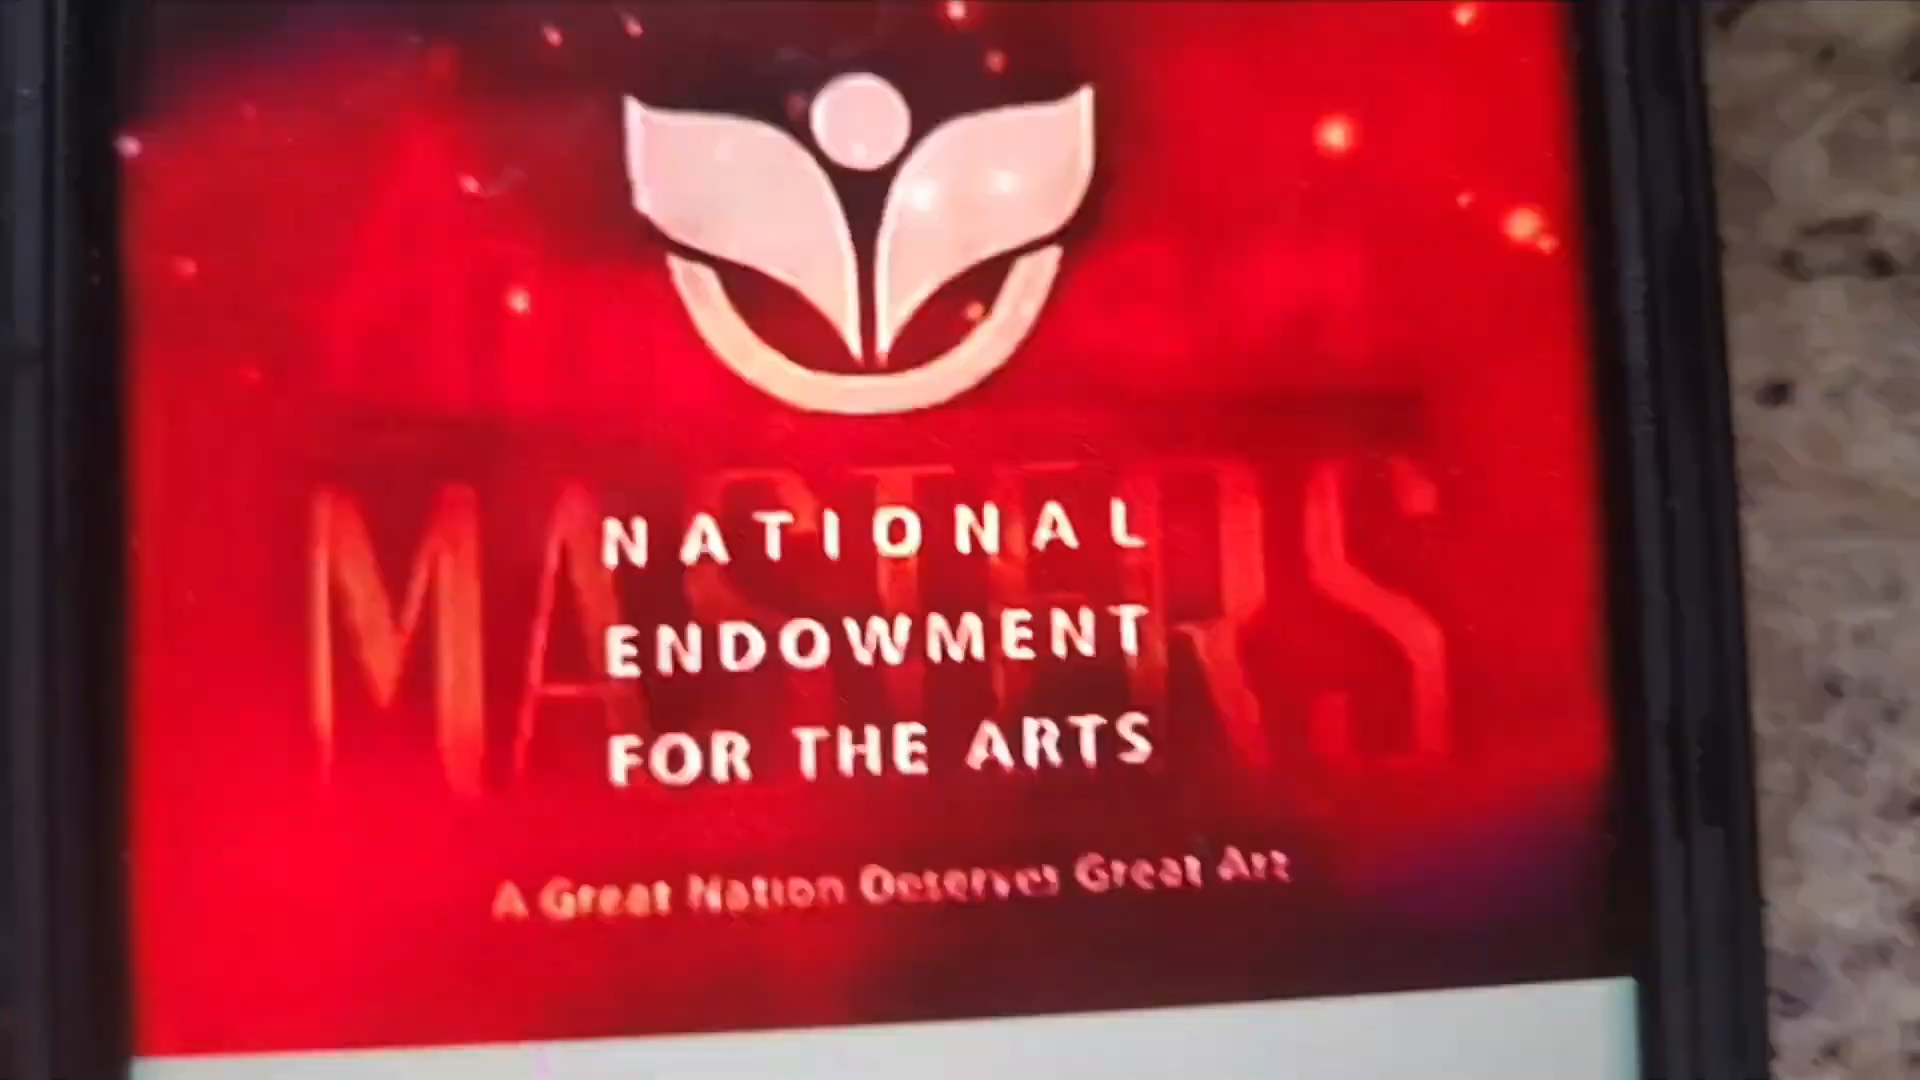 MASTERS
NATIONAL
ENDOWMENT
FOR THE ARTS
A Great Nation Deserves Great Art